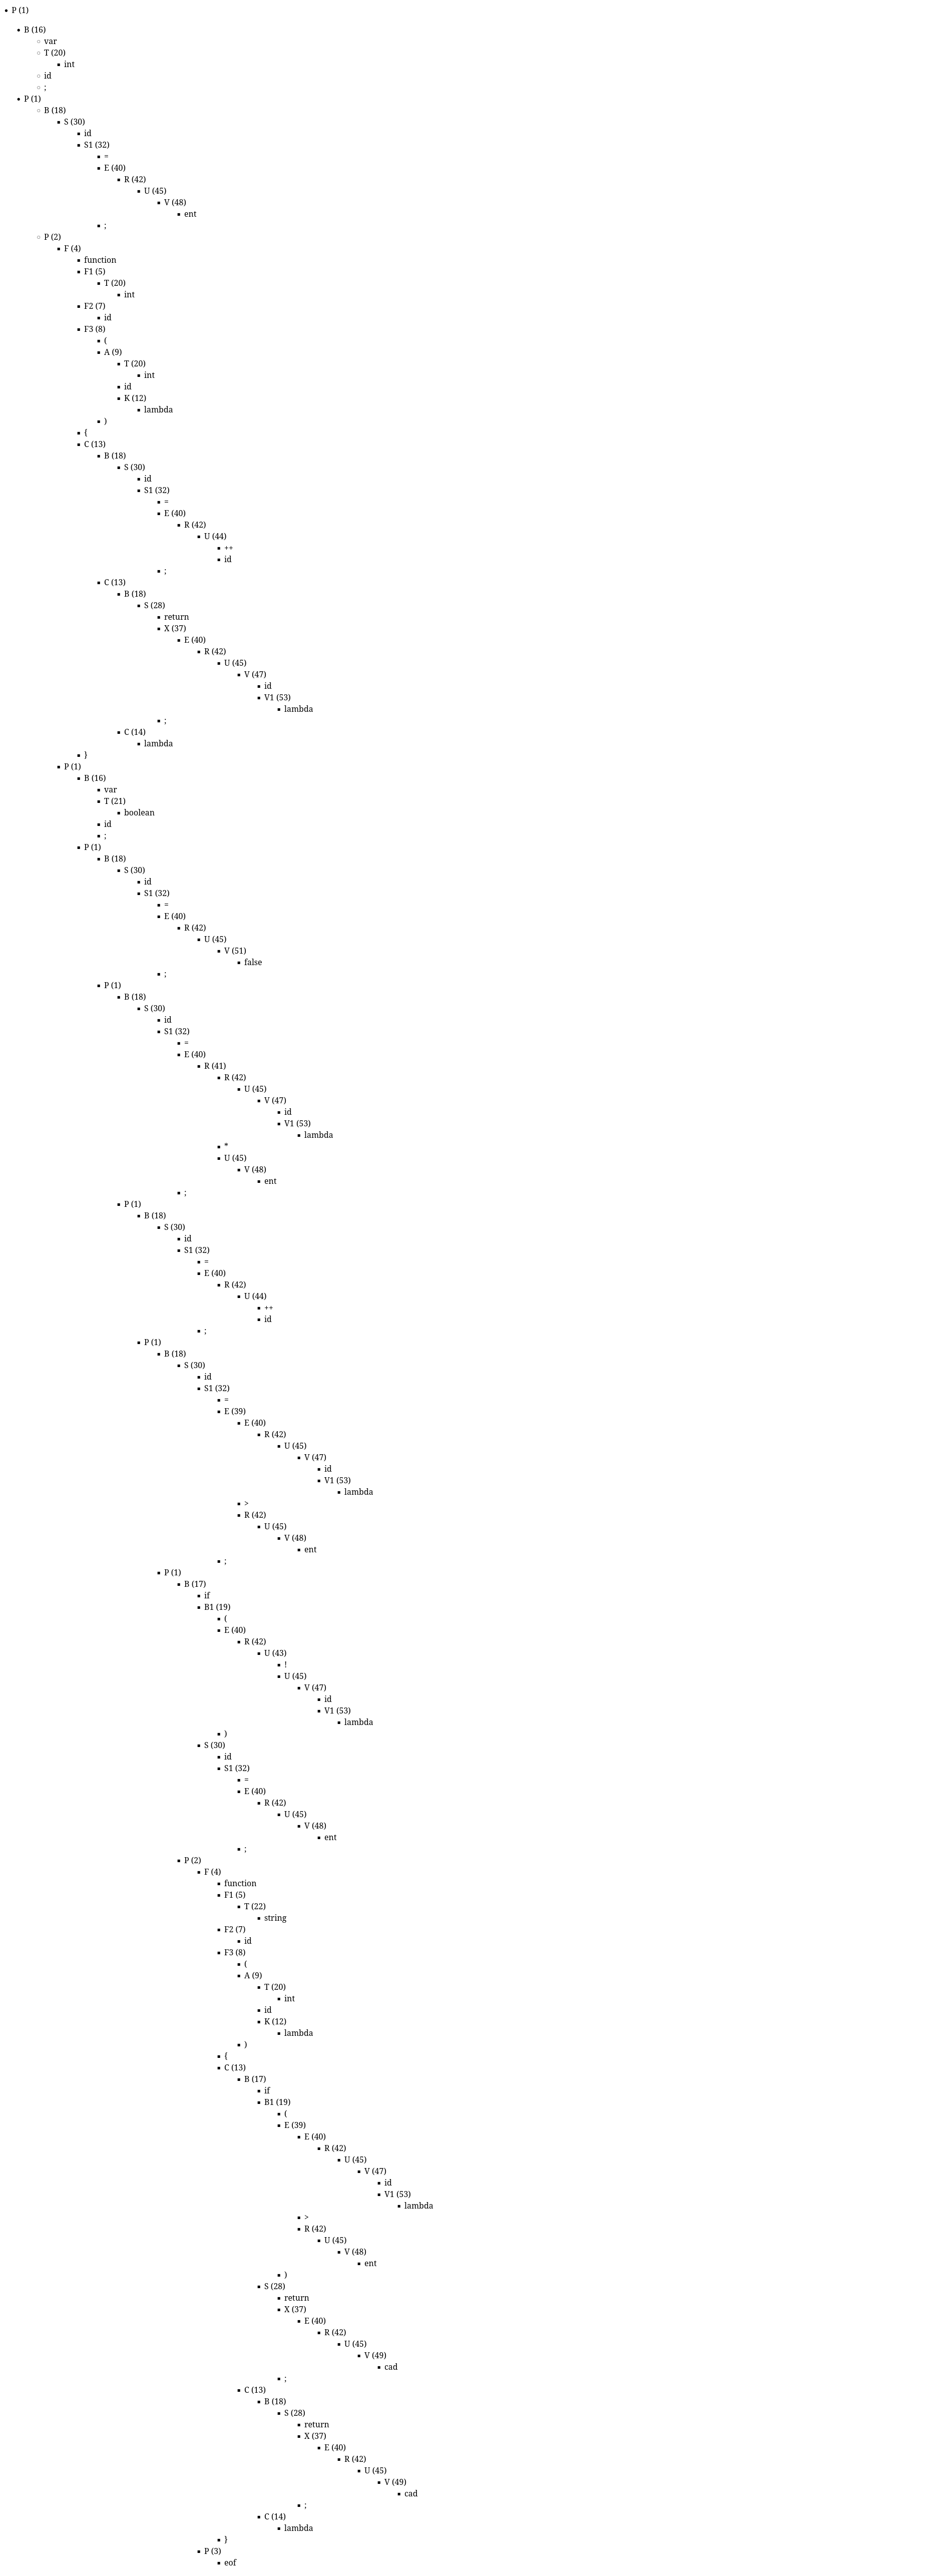 P (1)
B (16)
var
T (20)
int
id
;
P (1)
B (18)
S (30)
id
S1 (32)
=
E (40)
R (42)
U (45)
V (48)
ent
;
P (2)
F (4)
function
F1 (5)
T (20)
int
F2 (7)
id
F3 (8)
(
A (9)
T (20)
int
id
K (12)
lambda
)
{
C (13)
B (18)
S (30)
id
S1 (32)
=
E (40)
R (42)
U (44)
++
id
;
C (13)
B (18)
S (28)
return
X (37)
E (40)
R (42)
U (45)
V (47)
id
V1 (53)
lambda
;
C (14)
lambda
}
P (1)
B (16)
var
T (21)
boolean
id
;
P (1)
B (18)
S (30)
id
S1 (32)
=
E (40)
R (42)
U (45)
V (51)
false
;
P (1)
B (18)
S (30)
id
S1 (32)
=
E (40)
R (41)
R (42)
U (45)
V (47)
id
V1 (53)
lambda
*
U (45)
V (48)
ent
;
P (1)
B (18)
S (30)
id
S1 (32)
=
E (40)
R (42)
U (44)
++
id
;
P (1)
B (18)
S (30)
id
S1 (32)
=
E (39)
E (40)
R (42)
U (45)
V (47)
id
V1 (53)
lambda
>
R (42)
U (45)
V (48)
ent
;
P (1)
B (17)
if
B1 (19)
(
E (40)
R (42)
U (43)
!
U (45)
V (47)
id
V1 (53)
lambda
)
S (30)
id
S1 (32)
=
E (40)
R (42)
U (45)
V (48)
ent
;
P (2)
F (4)
function
F1 (5)
T (22)
string
F2 (7)
id
F3 (8)
(
A (9)
T (20)
int
id
K (12)
lambda
)
{
C (13)
B (17)
if
B1 (19)
(
E (39)
E (40)
R (42)
U (45)
V (47)
id
V1 (53)
lambda
>
R (42)
U (45)
V (48)
ent
)
S (28)
return
X (37)
E (40)
R (42)
U (45)
V (49)
cad
;
C (13)
B (18)
S (28)
return
X (37)
E (40)
R (42)
U (45)
V (49)
cad
;
C (14)
lambda
}
P (3)
eof